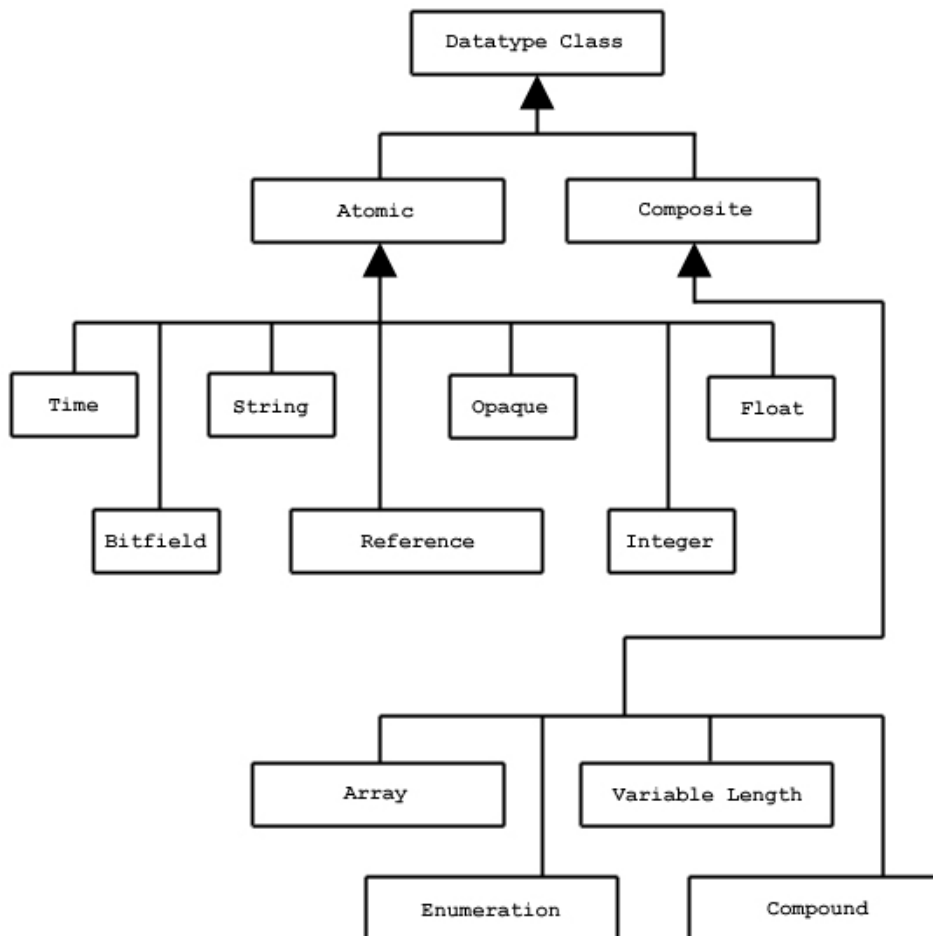 Datatype Class
Atomic
Composite
Time
String
Opaque
Float
Bitfield
Reference
Integer
Array
Variable Length
Enumeration
Compound